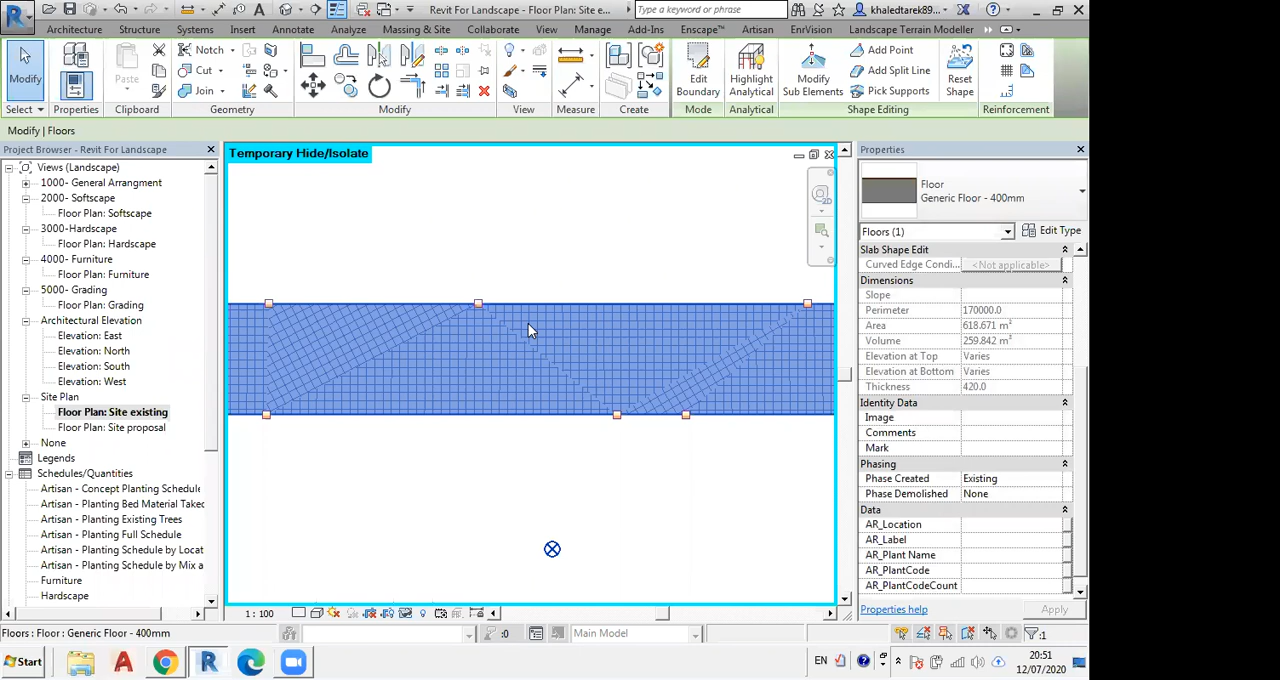 Revit For Landscape - Floor Plan: Site e...
Type a keyword or phrase
khaledtarek89...
Architecture Structure Systems Insert Annotate Analyze Massing & Site Collaborate View Manage Add-Ins Enscape™ Artisan EnVision Landscape Terrain Modeller
Modify
Paste
Notch
Cut
Join
Edit Boundary
Highlight Analytical
Modify Sub Elements
Add Point
Add Split Line
Pick Supports
Reset Shape
Select Properties Clipboard Geometry Modify View Measure Create Mode Analytical Shape Editing Reinforcement
Modify | Floors
Project Browser - Revit For Landscape
Views (Landscape)
1000- General Arrangment
2000- Softscape
Floor Plan: Softscape
3000-Hardscape
Floor Plan: Hardscape
4000- Furniture
Floor Plan: Furniture
5000- Grading
Floor Plan: Grading
Architectural Elevation
Elevation: East
Elevation: North
Elevation: South
Elevation: West
Site Plan
Floor Plan: Site existing
Floor Plan: Site proposal
None
Legends
Schedules/Quantities
Artisan - Concept Planting Schedule
Artisan - Planting Bed Material Takeo
Artisan - Planting Existing Trees
Artisan - Planting Full Schedule
Artisan - Planting Schedule by Locat
Artisan - Planting Schedule by Mix a
Furniture
Hardscape
Temporary Hide/Isolate
2D
1 : 100
Properties
Floor
Generic Floor - 400mm
Floors (1)
Edit Type
Slab Shape Edit
Curved Edge Condi... <Not applicable>
Dimensions
Slope
Perimeter 170000.0
Area 618.671 m²
Volume 259.842 m³
Elevation at Top Varies
Elevation at Bottom Varies
Thickness 420.0
Identity Data
Image
Comments
Mark
Phasing
Phase Created Existing
Phase Demolished None
Data
AR_Location
AR_Label
AR_Plant Name
AR_PlantCode
AR_PlantCodeCount
Properties help
Apply
Floors : Floor : Generic Floor - 400mm
:0
Main Model
:1
Start
EN
20:51
12/07/2020